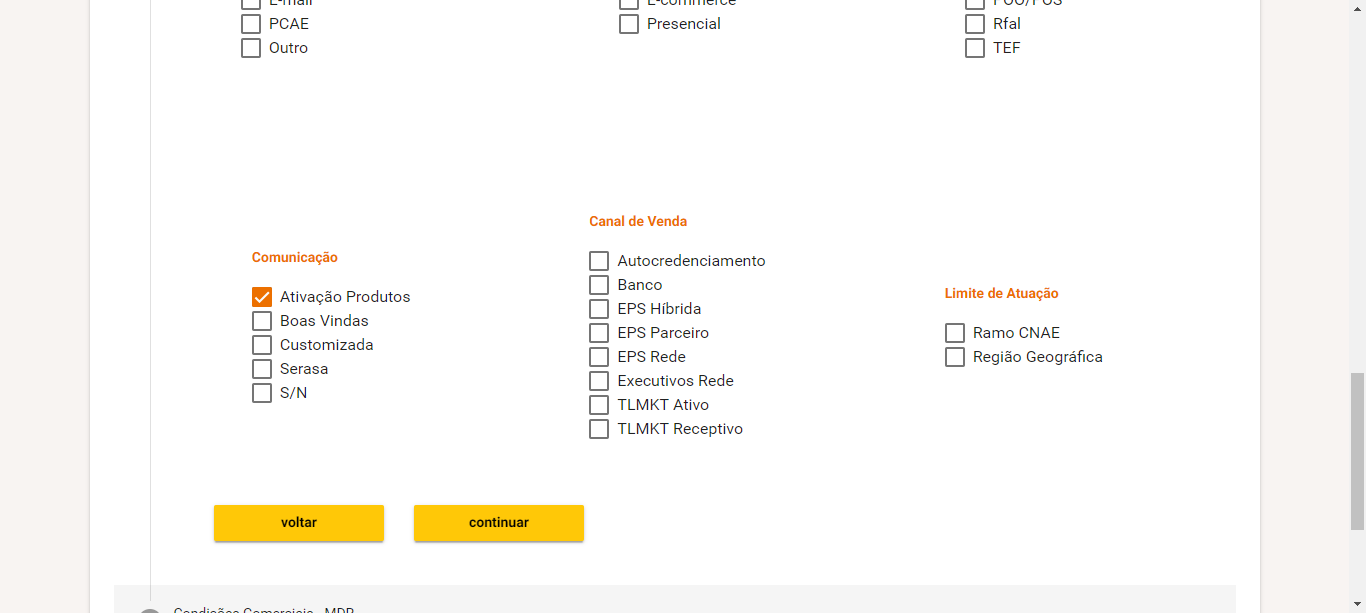 E-mail
PCAE
Outro
E-commerce
Presencial
POO/POS
Rfal
TEF
Comunicação
Ativação Produtos
Boas Vindas
Customizada
Serasa
S/N
Canal de Venda
Autocredenciamento
Banco
EPS Híbrida
EPS Parceiro
EPS Rede
Executivos Rede
TLMKT Ativo
TLMKT Receptivo
Limite de Atuação
Ramo CNAE
Região Geográfica
voltar
continuar
Condições Comerciais - MDR